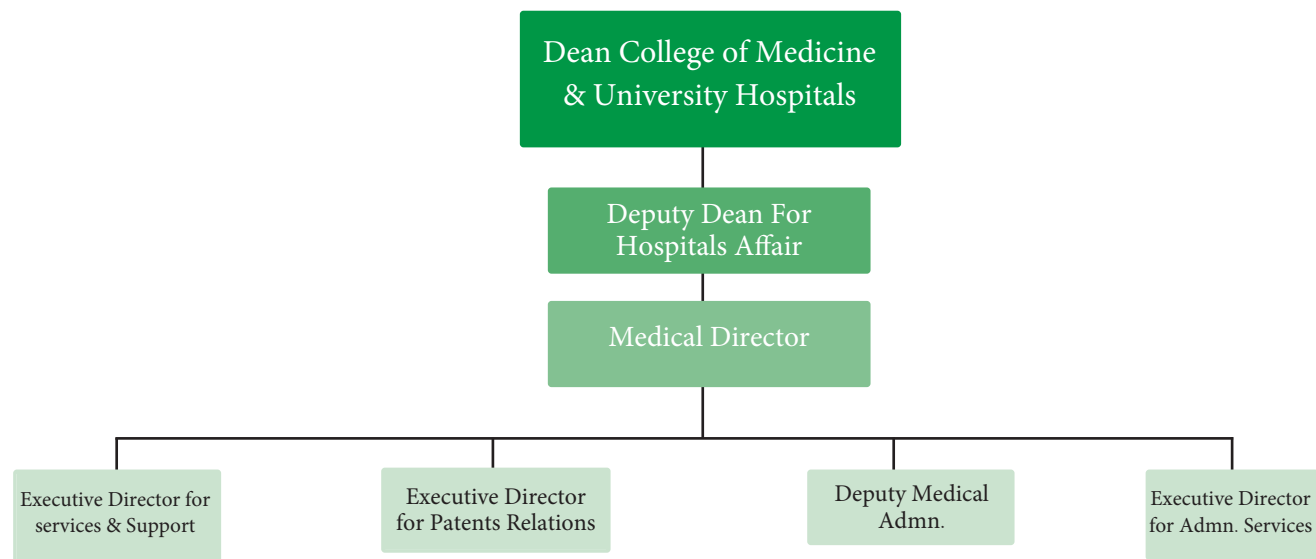 Dean College of Medicine
& University Hospitals
Deputy Dean For
Hospitals Affair
Medical Director
Executive Director for
services & Support
Executive Director
for Patents Relations
Deputy Medical
Admn.
Executive Director
for Admn. Services